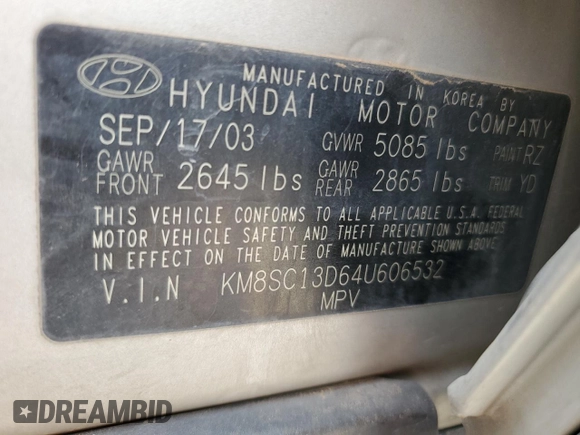 MANUFACTURED IN KOREA BY
HYUNDAI MOTOR COMPANY
SEP/17/03 GVWR 5085 lbs PAINT RZ
GAWR FRONT 2645 lbs GAWR REAR 2865 lbs TRIM YD
THIS VEHICLE CONFORMS TO ALL APPLICABLE U.S.A. FEDERAL
MOTOR VEHICLE SAFETY AND THEFT PREVENTION STANDARDS
IN EFFECT ON THE DATE OF MANUFACTURE SHOWN ABOVE.
V.I.N KM8SC13D64U606532
MPV
DREAMBID